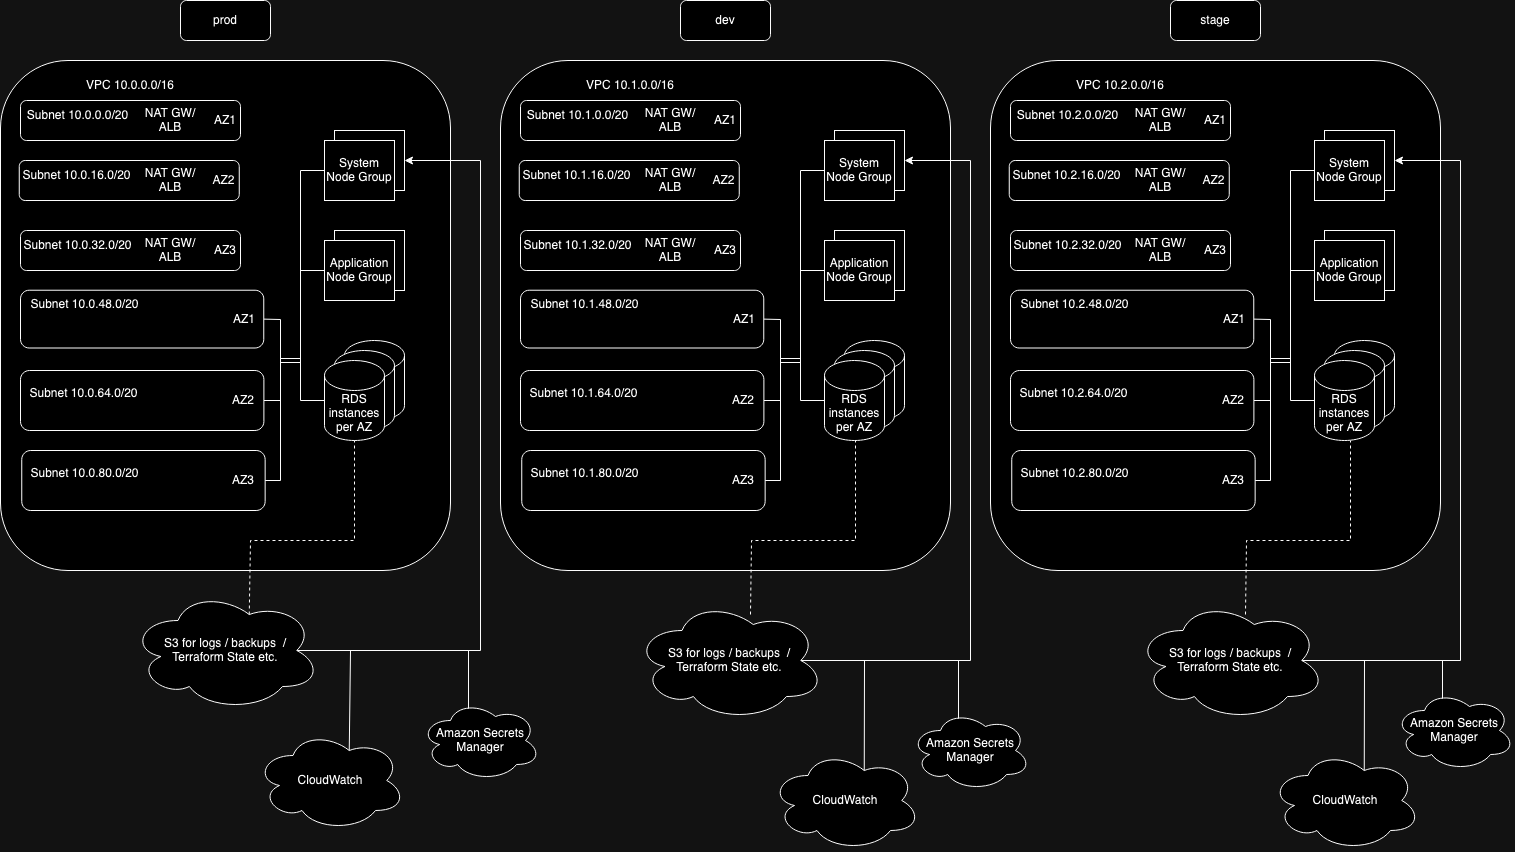 prod
VPC 10.0.0.0/16
Subnet 10.0.0.0/20
NAT GW/
ALB
AZ1
Subnet 10.0.16.0/20
NAT GW/
ALB
AZ2
Subnet 10.0.32.0/20
NAT GW/
ALB
AZ3
Subnet 10.0.48.0/20
AZ1
Subnet 10.0.64.0/20
AZ2
Subnet 10.0.80.0/20
AZ3
System
Node Group
Application
Node Group
RDS
instances
per AZ
S3 for logs / backups /
Terraform State etc.
CloudWatch
Amazon Secrets
Manager
dev
VPC 10.1.0.0/16
Subnet 10.1.0.0/20
NAT GW/
ALB
AZ1
Subnet 10.1.16.0/20
NAT GW/
ALB
AZ2
Subnet 10.1.32.0/20
NAT GW/
ALB
AZ3
Subnet 10.1.48.0/20
AZ1
Subnet 10.1.64.0/20
AZ2
Subnet 10.1.80.0/20
AZ3
System
Node Group
Application
Node Group
RDS
instances
per AZ
S3 for logs / backups /
Terraform State etc.
CloudWatch
Amazon Secrets
Manager
stage
VPC 10.2.0.0/16
Subnet 10.2.0.0/20
NAT GW/
ALB
AZ1
Subnet 10.2.16.0/20
NAT GW/
ALB
AZ2
Subnet 10.2.32.0/20
NAT GW/
ALB
AZ3
Subnet 10.2.48.0/20
AZ1
Subnet 10.2.64.0/20
AZ2
Subnet 10.2.80.0/20
AZ3
System
Node Group
Application
Node Group
RDS
instances
per AZ
S3 for logs / backups /
Terraform State etc.
CloudWatch
Amazon Secrets
Manager